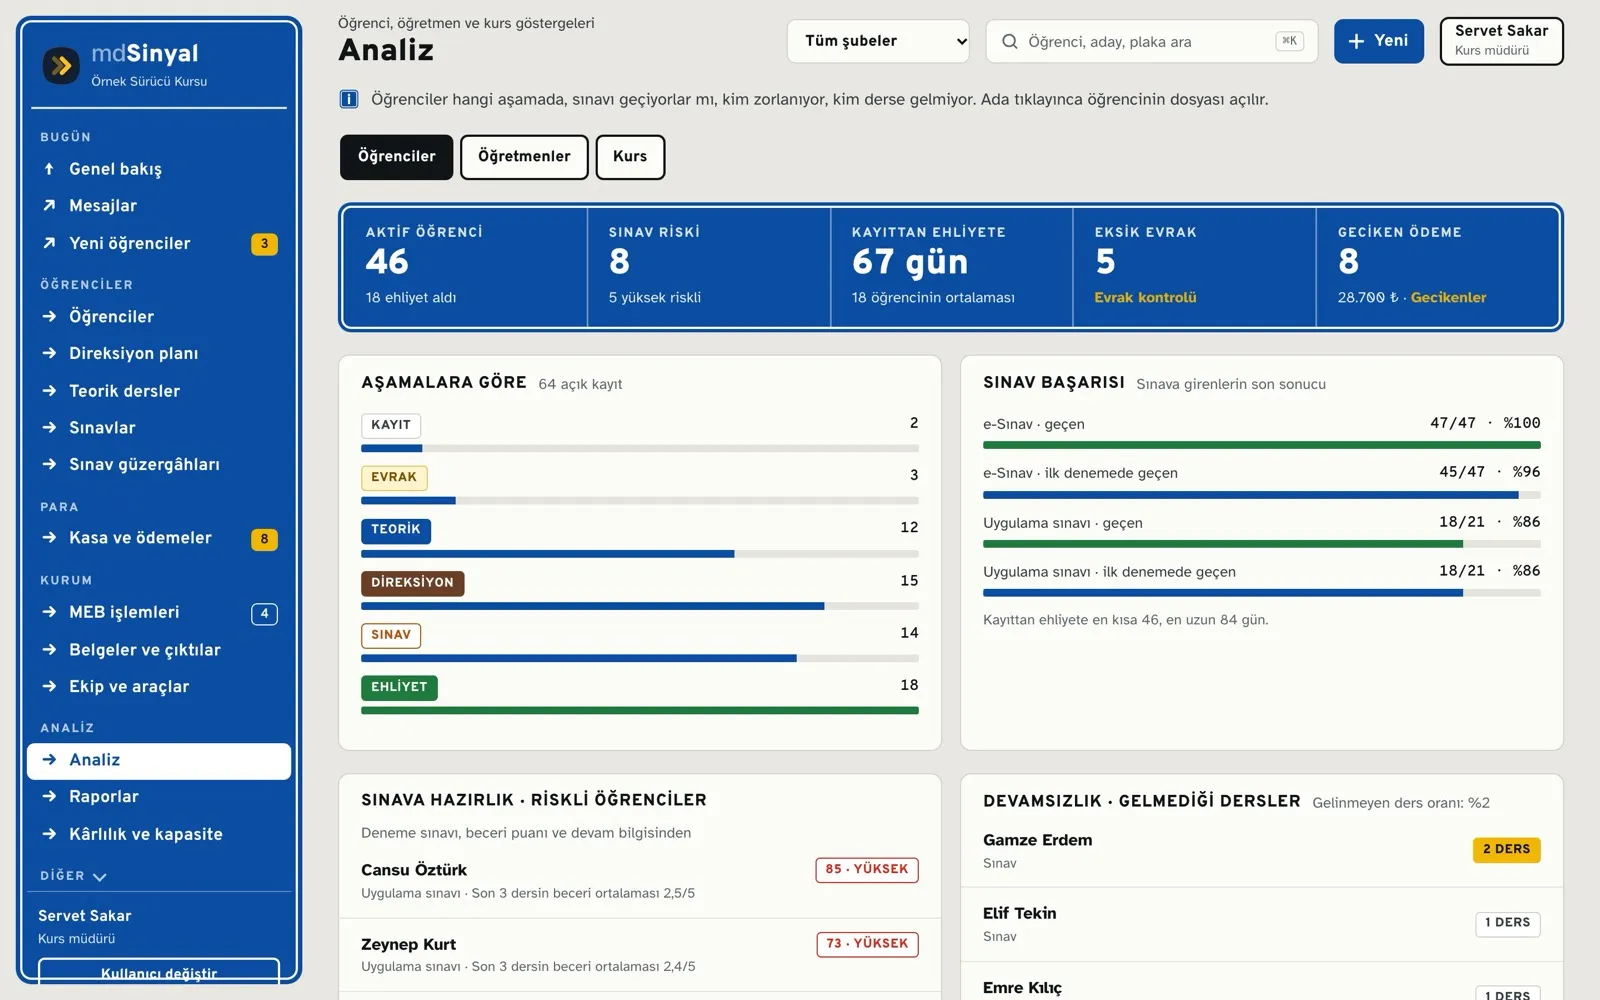 mdSinyal
Örnek Sürücü Kursu
BUGÜN
Genel bakış
Mesajlar
Yeni öğrenciler 3
ÖĞRENCİLER
Öğrenciler
Direksiyon planı
Teorik dersler
Sınavlar
Sınav güzergâhları
PARA
Kasa ve ödemeler 8
KURUM
MEB işlemleri 4
Belgeler ve çıktılar
Ekip ve araçlar
ANALİZ
Analiz
Raporlar
Kârlılık ve kapasite
DİĞER
Servet Sakar
Kurs müdürü
Kullanıcı değiştir
Öğrenci, öğretmen ve kurs göstergeleri
Analiz
Tüm şubeler
Öğrenci, aday, plaka ara ⌘K
+ Yeni
Servet Sakar
Kurs müdürü
Öğrenciler hangi aşamada, sınavı geçiyorlar mı, kim zorlanıyor, kim derse gelmiyor. Ada tıklayınca öğrencinin dosyası açılır.
Öğrenciler Öğretmenler Kurs
AKTİF ÖĞRENCİ
46
18 ehliyet aldı
SINAV RİSKİ
8
5 yüksek riskli
KAYITTAN EHLİYETE
67 gün
18 öğrencinin ortalaması
EKSİK EVRAK
5
Evrak kontrolü
GECİKEN ÖDEME
8
28.700 ₺ · Gecikenler
AŞAMALARA GÖRE 64 açık kayıt
KAYIT 2
EVRAK 3
TEORİK 12
DİREKSİYON 15
SINAV 14
EHLİYET 18
SINAV BAŞARISI Sınava girenlerin son sonucu
e-Sınav · geçen 47/47 · %100
e-Sınav · ilk denemede geçen 45/47 · %96
Uygulama sınavı · geçen 18/21 · %86
Uygulama sınavı · ilk denemede geçen 18/21 · %86
Kayıttan ehliyete en kısa 46, en uzun 84 gün.
SINAVA HAZIRLIK · RİSKLİ ÖĞRENCİLER
Deneme sınavı, beceri puanı ve devam bilgisinden
Cansu Öztürk 85 · YÜKSEK
Uygulama sınavı · Son 3 dersin beceri ortalaması 2,5/5
Zeynep Kurt 73 · YÜKSEK
Uygulama sınavı · Son 3 dersin beceri ortalaması 2,4/5
DEVAMSIZLIK · GELMEDİĞİ DERSLER Gelinmeyen ders oranı: %2
Gamze Erdem 2 DERS
Sınav
Elif Tekin 1 DERS
Sınav
Emre Kılıç 1 DERS